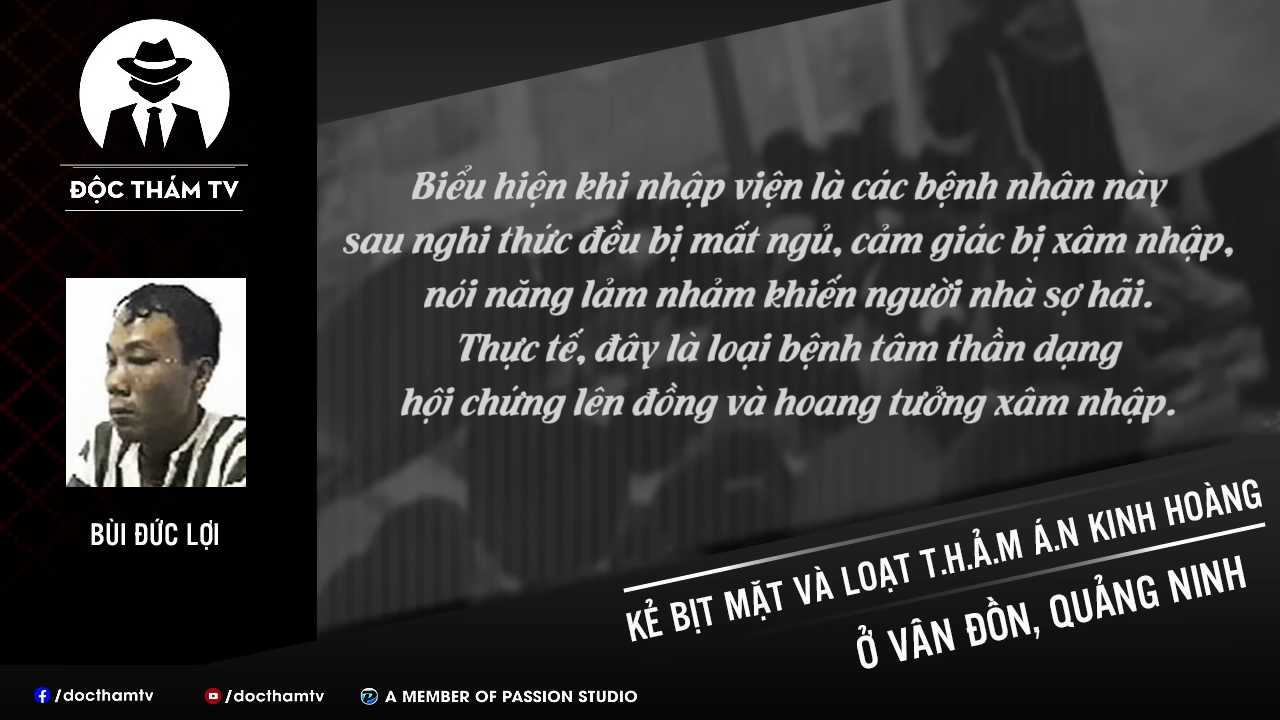 ĐỘC THÁM TV
BÙI ĐỨC LỢI
Biểu hiện khi nhập viện là các bệnh nhân này
sau nghi thức đều bị mất ngủ, cảm giác bị xâm nhập,
nói năng lảm nhảm khiến người nhà sợ hãi.
Thực tế, đây là loại bệnh tâm thần dạng
hội chứng lên đồng và hoang tưởng xâm nhập.
KẺ BỊT MẶT VÀ LOẠT T.H.Ả.M Á.N KINH HOÀNG
Ở VÂN ĐỒN, QUẢNG NINH
/docthamtv
/docthamtv
A MEMBER OF PASSION STUDIO